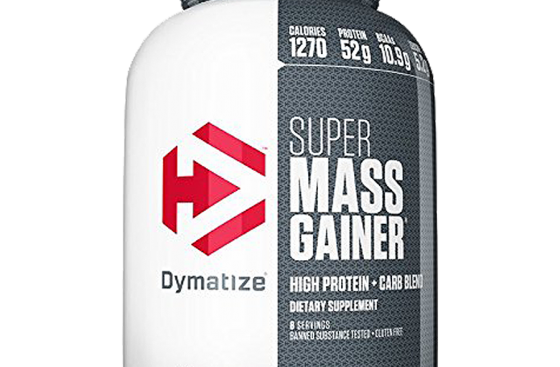 CALORIES PROTEIN BCAAs
1270 52g 10.9g
SUPER
MASS
GAINER
Dymatize
HIGH PROTEIN + CARB BLEND
DIETARY SUPPLEMENT
8 SERVINGS
BANNED SUBSTANCE TESTED • GLUTEN FREE